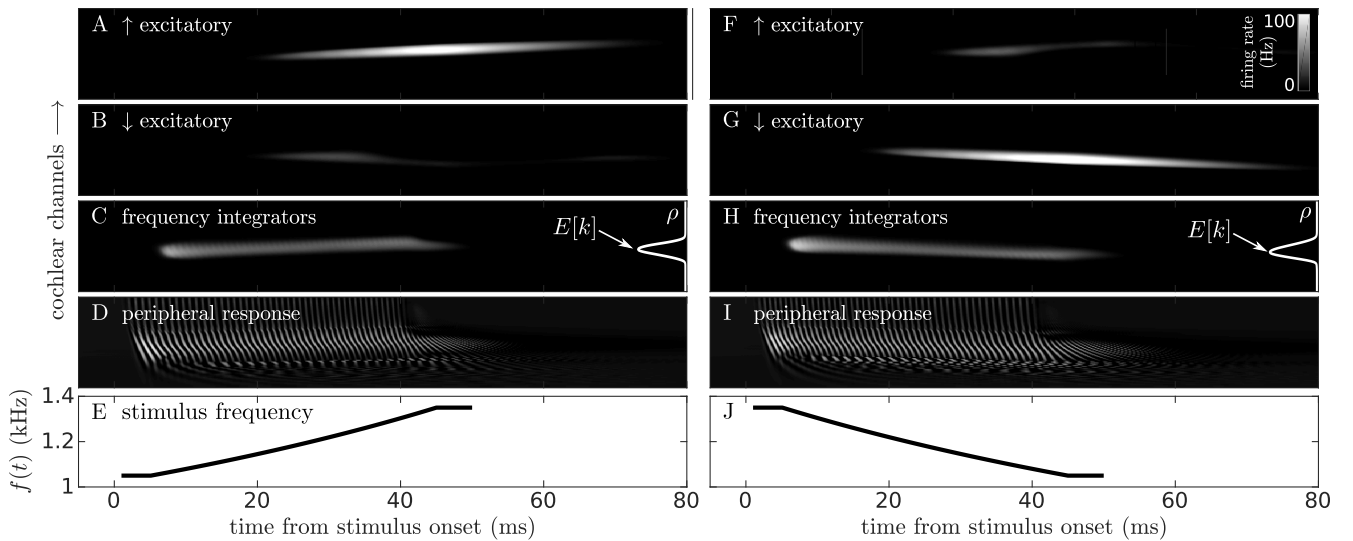 A ↑ excitatory
F ↑ excitatory
firing rate
(Hz)
100
0
B ↓ excitatory
G ↓ excitatory
cochlear channels →
C frequency integrators
E[k]
ρ
H frequency integrators
E[k]
ρ
D peripheral response
I peripheral response
f(t) (kHz)
1.4
1.2
1
E stimulus frequency
J
0 20 40 60 80
0 20 40 60 80
time from stimulus onset (ms)
time from stimulus onset (ms)